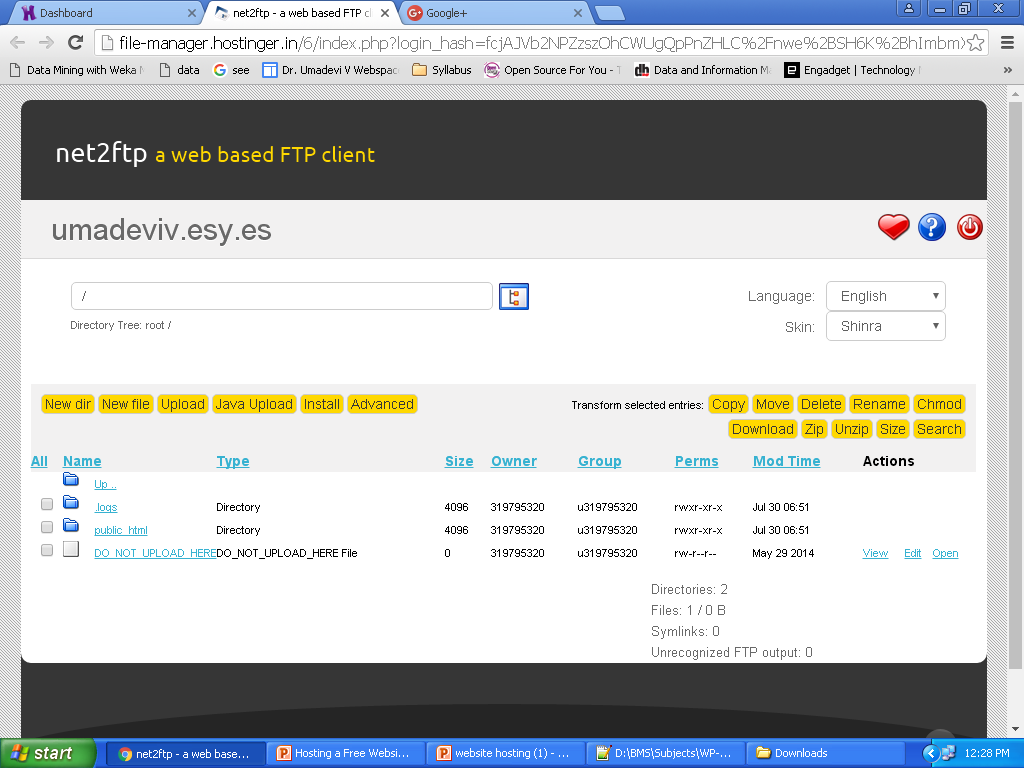 Dashboard
net2ftp - a web based FTP cl
Google+
file-manager.hostinger.in/6/index.php?login_hash=fcjAJVb2NPZzszOhCWUgQpPnZHLC%2Fnwe%2BSH6K%2BhImbmX
Data Mining with Weka
data
see
Dr. Umadevi V Webspac
Syllabus
Open Source For You -
Data and Information M
Engadget | Technology
»
net2ftp a web based FTP client
umadeviv.esy.es
/
Language: English
Directory Tree: root /
Skin: Shinra
New dir New file Upload Java Upload Install Advanced
Transform selected entries: Copy Move Delete Rename Chmod
Download Zip Unzip Size Search
All Name Type Size Owner Group Perms Mod Time Actions
Up ..
.logs Directory 4096 319795320 u319795320 rwxr-xr-x Jul 30 06:51
public_html Directory 4096 319795320 u319795320 rwxr-xr-x Jul 30 06:51
DO_NOT_UPLOAD_HERE DO_NOT_UPLOAD_HERE File 0 319795320 u319795320 rw-r--r-- May 29 2014 View Edit Open
Directories: 2
Files: 1 / 0 B
Symlinks: 0
Unrecognized FTP output: 0
start
net2ftp - a web base...
Hosting a Free Websi...
website hosting (1) - ...
D:\BMS\Subjects\WP-...
Downloads
12:28 PM